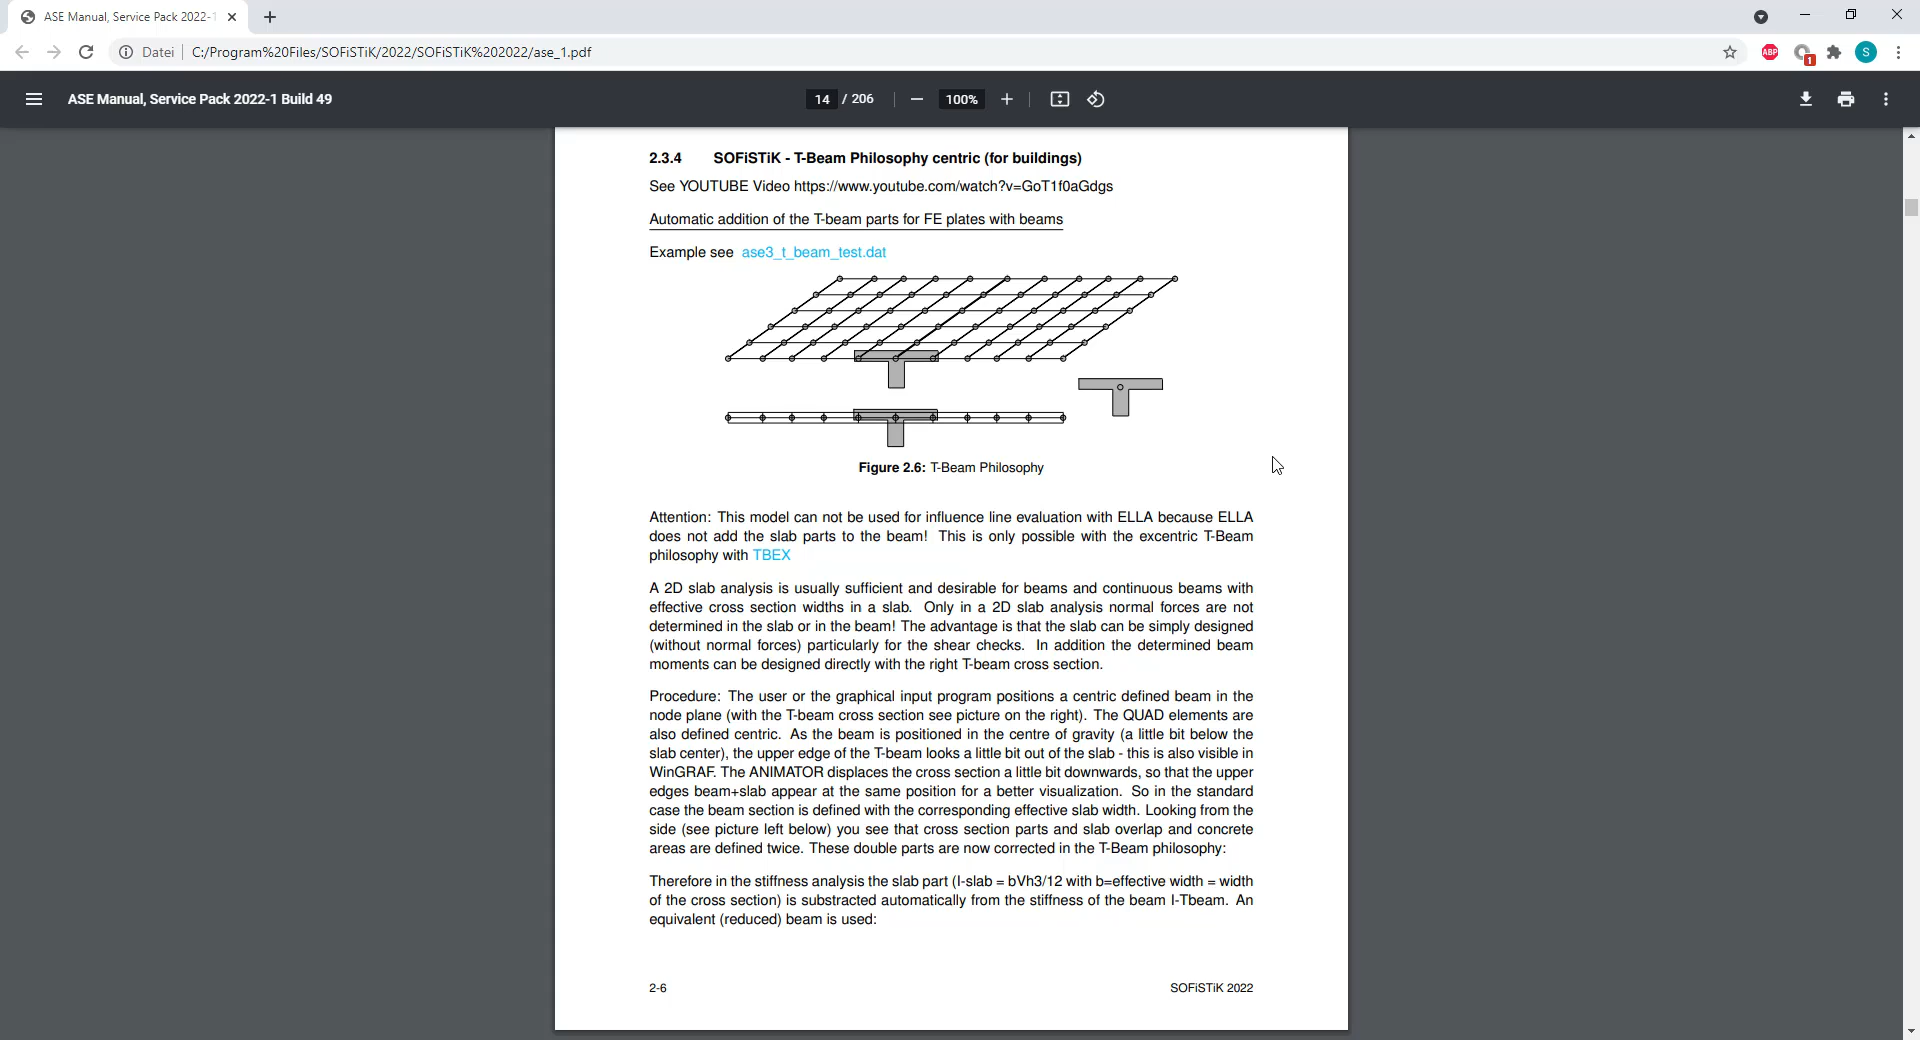 ASE Manual, Service Pack 2022-1
Datei
C:/Program%20Files/SOFiSTiK/2022/SOFiSTiK%202022/ase_1.pdf
ABP
1
S
ASE Manual, Service Pack 2022-1 Build 49
14 / 206
100%
2.3.4 SOFiSTiK - T-Beam Philosophy centric (for buildings)
See YOUTUBE Video https://www.youtube.com/watch?v=GoT1f0aGdgs
Automatic addition of the T-beam parts for FE plates with beams
Example see ase3_t_beam_test.dat
Figure 2.6: T-Beam Philosophy
Attention: This model can not be used for influence line evaluation with ELLA because ELLA
does not add the slab parts to the beam! This is only possible with the excentric T-Beam
philosophy with TBEX
A 2D slab analysis is usually sufficient and desirable for beams and continuous beams with
effective cross section widths in a slab. Only in a 2D slab analysis normal forces are not
determined in the slab or in the beam! The advantage is that the slab can be simply designed
(without normal forces) particularly for the shear checks. In addition the determined beam
moments can be designed directly with the right T-beam cross section.
Procedure: The user or the graphical input program positions a centric defined beam in the
node plane (with the T-beam cross section see picture on the right). The QUAD elements are
also defined centric. As the beam is positioned in the centre of gravity (a little bit below the
slab center), the upper edge of the T-beam looks a little bit out of the slab - this is also visible in
WinGRAF. The ANIMATOR displaces the cross section a little bit downwards, so that the upper
edges beam+slab appear at the same position for a better visualization. So in the standard
case the beam section is defined with the corresponding effective slab width. Looking from the
side (see picture left below) you see that cross section parts and slab overlap and concrete
areas are defined twice. These double parts are now corrected in the T-Beam philosophy:
Therefore in the stiffness analysis the slab part (I-slab = bVh3/12 with b=effective width = width
of the cross section) is substracted automatically from the stiffness of the beam I-Tbeam. An
equivalent (reduced) beam is used:
2-6
SOFiSTiK 2022